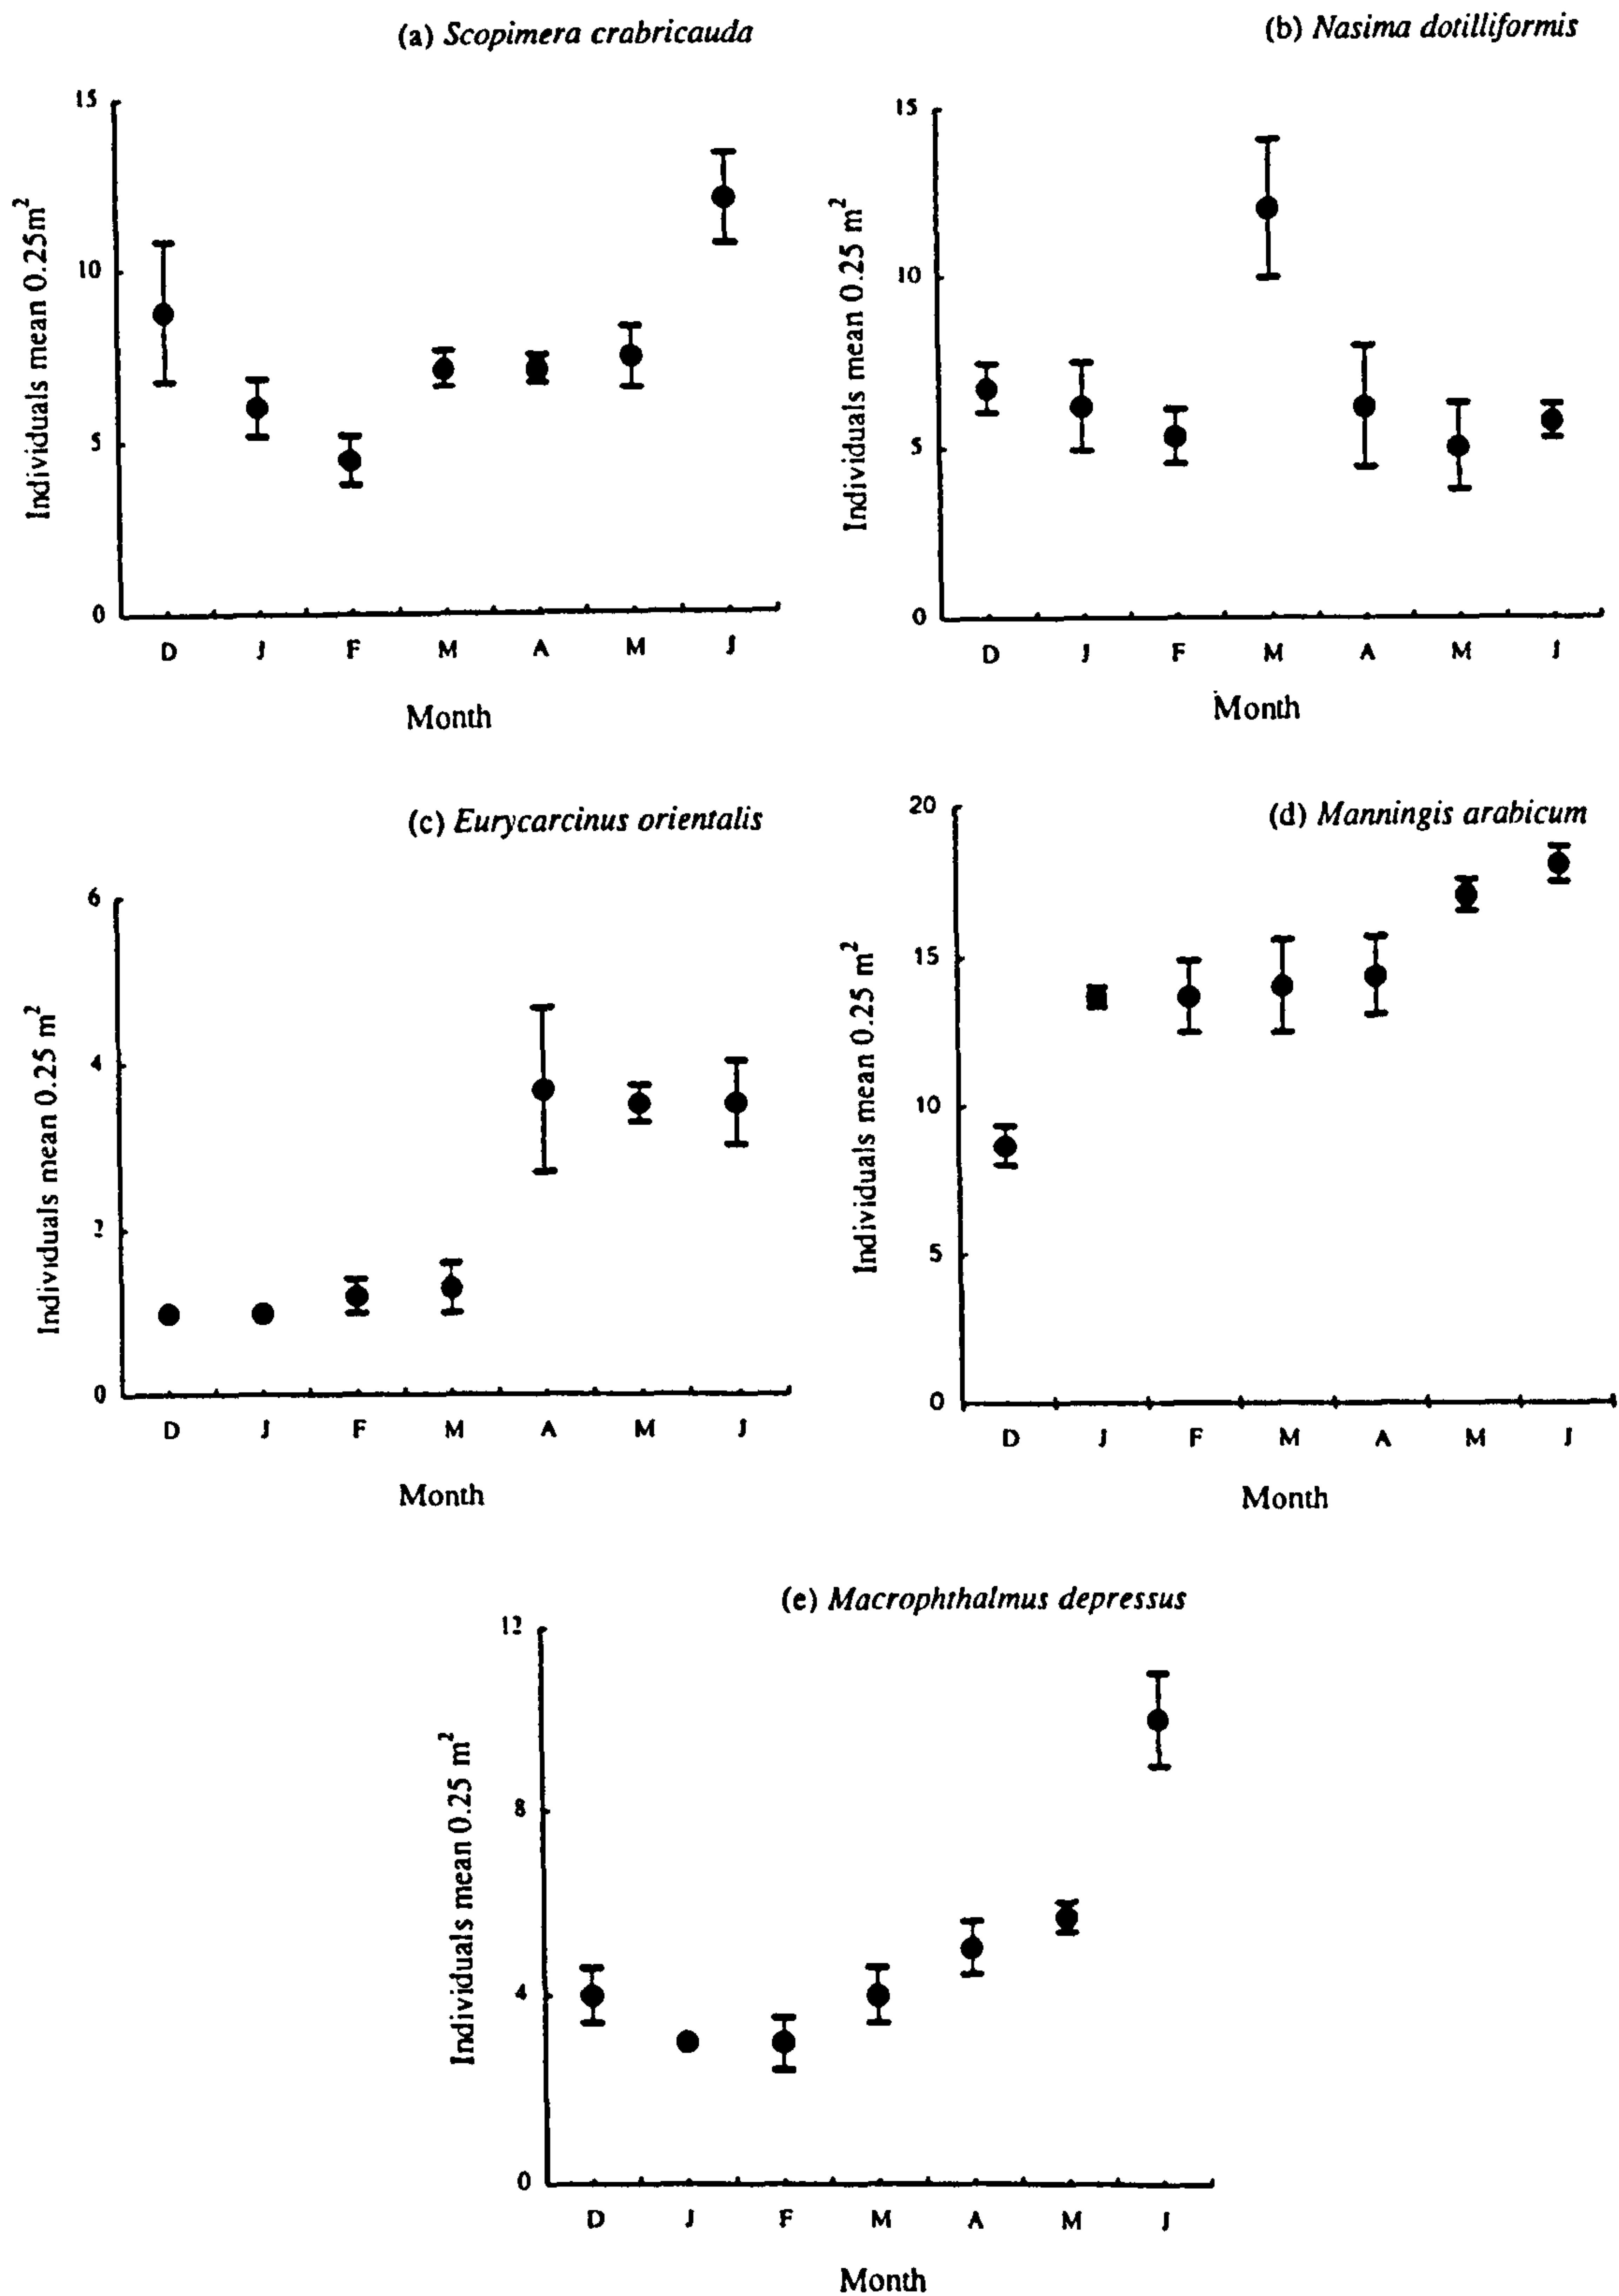 (a) Scopimera crabricauda
15
10
5
0
Individuals mean 0.25m²
D J F M A M J
Month
(b) Nasima dotilliformis
15
10
5
0
Individuals mean 0.25 m²
D J F M A M J
Month
(c) Eurycarcinus orientalis
6
4
2
0
Individuals mean 0.25 m²
D J F M A M J
Month
(d) Manningis arabicum
20
15
10
5
0
Individuals mean 0.25 m²
D J F M A M J
Month
(e) Macrophthalmus depressus
12
8
4
0
Individuals mean 0.25 m²
D J F M A M J
Month